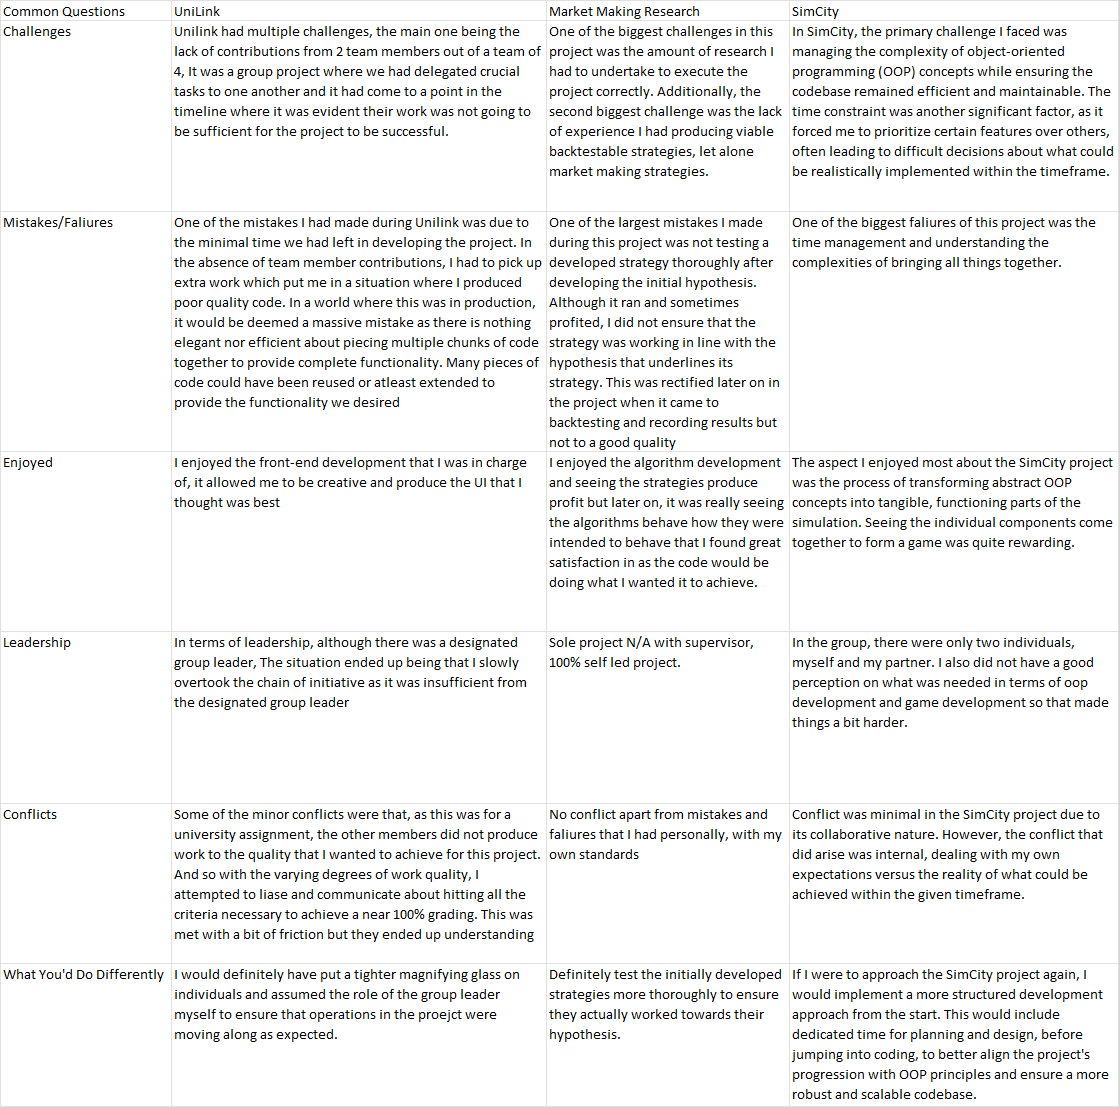 Common Questions
UniLink
Market Making Research
SimCity
Challenges
Unilink had multiple challenges, the main one being the
lack of contributions from 2 team members out of a team of
4, It was a group project where we had delegated crucial
tasks to one another and it had come to a point in the
timeline where it was evident their work was not going to
be sufficient for the project to be successful.
One of the biggest challenges in this
project was the amount of research I
had to undertake to execute the
project correctly. Additionally, the
second biggest challenge was the lack
of experience I had producing viable
backtestable strategies, let alone
market making strategies.
In SimCity, the primary challenge I faced was
managing the complexity of object-oriented
programming (OOP) concepts while ensuring the
codebase remained efficient and maintainable. The
time constraint was another significant factor, as it
forced me to prioritize certain features over others,
often leading to difficult decisions about what could
be realistically implemented within the timeframe.
Mistakes/Faliures
One of the mistakes I had made during Unilink was due to
the minimal time we had left in developing the project. In
the absence of team member contributions, I had to pick up
extra work which put me in a situation where I produced
poor quality code. In a world where this was in production,
it would be deemed a massive mistake as there is nothing
elegant nor efficient about piecing multiple chunks of code
together to provide complete functionality. Many pieces of
code could have been reused or atleast extended to
provide the functionality we desired
One of the largest mistakes I made
during this project was not testing a
developed strategy thoroughly after
developing the initial hypothesis.
Although it ran and sometimes
profited, I did not ensure that the
strategy was working in line with the
hypothesis that underlines its
strategy. This was rectified later on in
the project when it came to
backtesting and recording results but
not to a good quality
One of the biggest faliures of this project was the
time management and understanding the
complexities of bringing all things together.
Enjoyed
I enjoyed the front-end development that I was in charge
of, it allowed me to be creative and produce the UI that I
thought was best
I enjoyed the algorithm development
and seeing the strategies produce
profit but later on, it was really seeing
the algorithms behave how they were
intended to behave that I found great
satisfaction in as the code would be
doing what I wanted it to achieve.
The aspect I enjoyed most about the SimCity project
was the process of transforming abstract OOP
concepts into tangible, functioning parts of the
simulation. Seeing the individual components come
together to form a game was quite rewarding.
Leadership
In terms of leadership, although there was a designated
group leader, The situation ended up being that I slowly
overtook the chain of initiative as it was insufficient from
the designated group leader
Sole project N/A with supervisor,
100% self led project.
In the group, there were only two individuals,
myself and my partner. I also did not have a good
perception on what was needed in terms of oop
development and game development so that made
things a bit harder.
Conflicts
Some of the minor conflicts were that, as this was for a
university assignment, the other members did not produce
work to the quality that I wanted to achieve for this project.
And so with the varying degrees of work quality, I
attempted to liase and communicate about hitting all the
criteria necessary to achieve a near 100% grading. This was
met with a bit of friction but they ended up understanding
No conflict apart from mistakes and
faliures that I had personally, with my
own standards
Conflict was minimal in the SimCity project due to
its collaborative nature. However, the conflict that
did arise was internal, dealing with my own
expectations versus the reality of what could be
achieved within the given timeframe.
What You'd Do Differently
I would definitely have put a tighter magnifying glass on
individuals and assumed the role of the group leader
myself to ensure that operations in the proejct were
moving along as expected.
Definitely test the initially developed
strategies more thoroughly to ensure
they actually worked towards their
hypothesis.
If I were to approach the SimCity project again, I
would implement a more structured development
approach from the start. This would include
dedicated time for planning and design, before
jumping into coding, to better align the project's
progression with OOP principles and ensure a more
robust and scalable codebase.